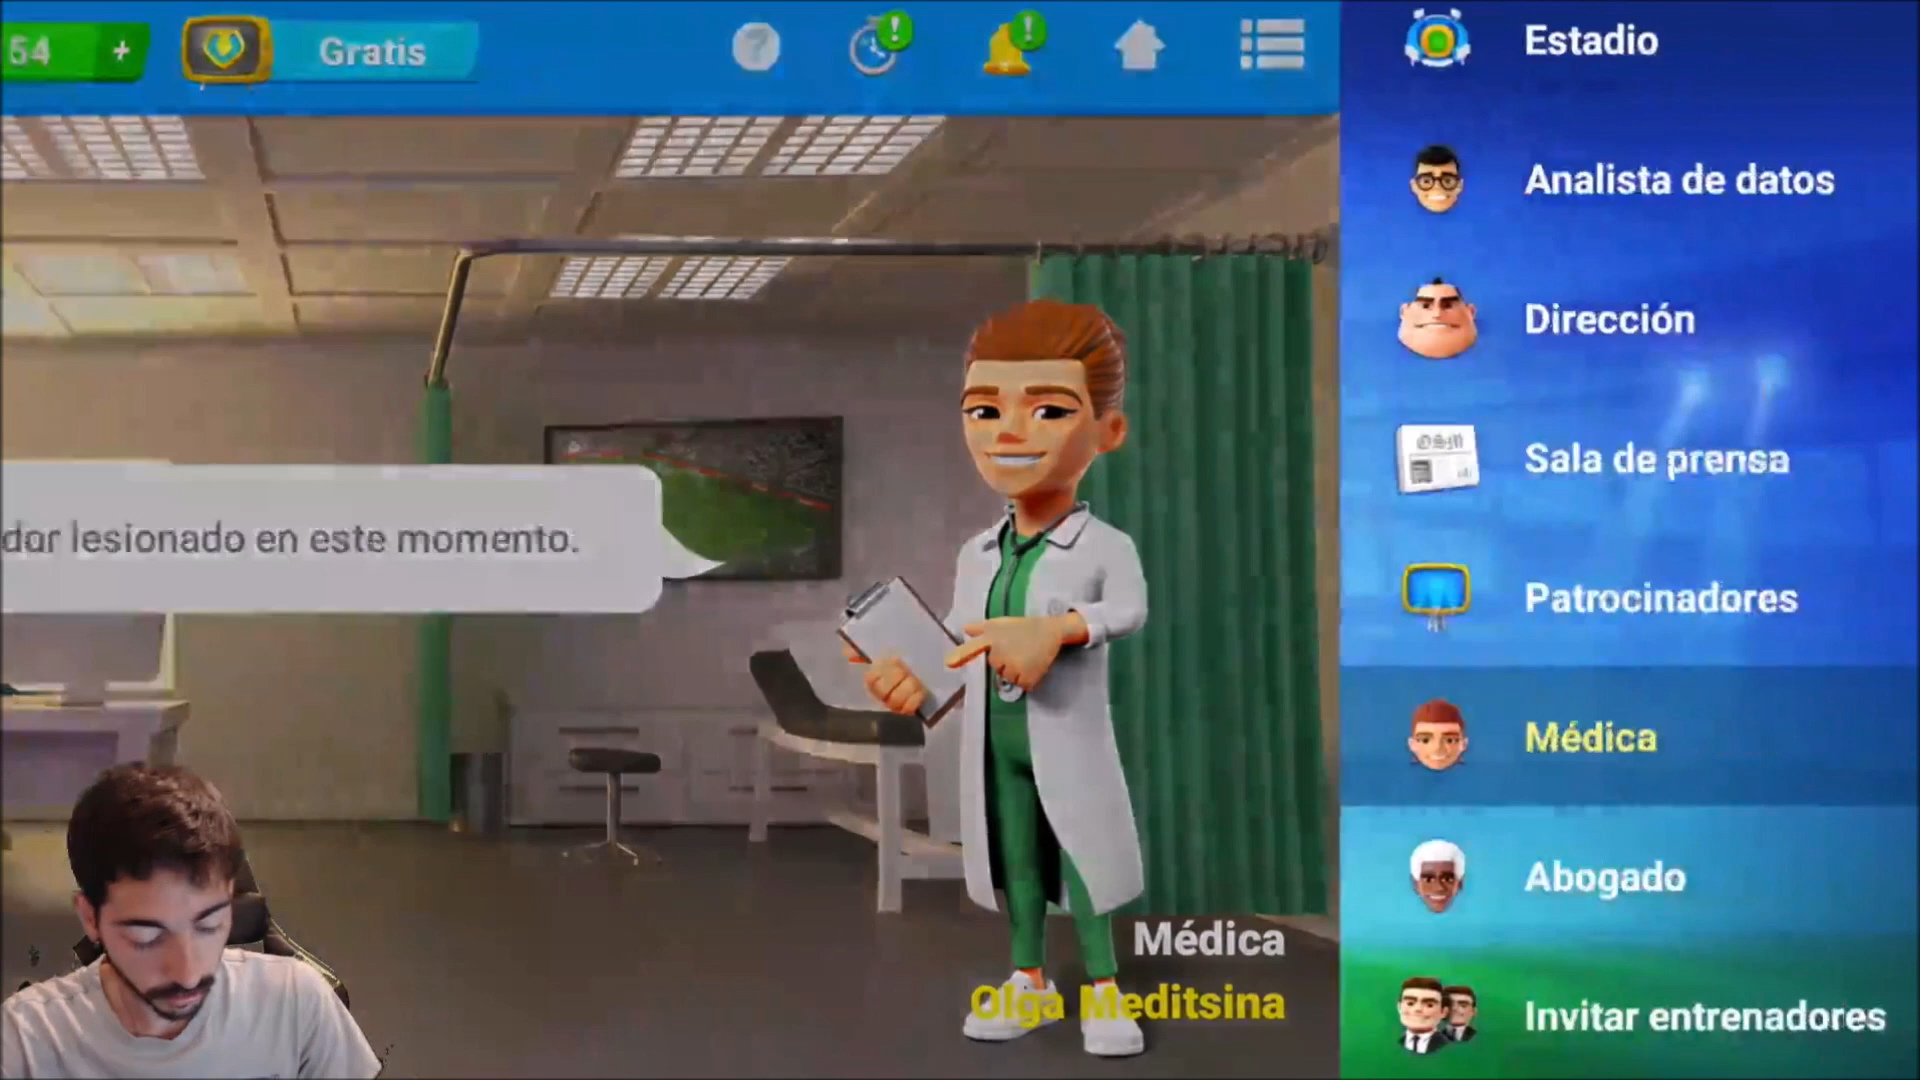 54 +
Gratis
?
!
!
dor lesionado en este momento.
Médica
Olga Meditsina
Estadio
Analista de datos
Dirección
OSM
Sala de prensa
Patrocinadores
Médica
Abogado
Invitar entrenadores